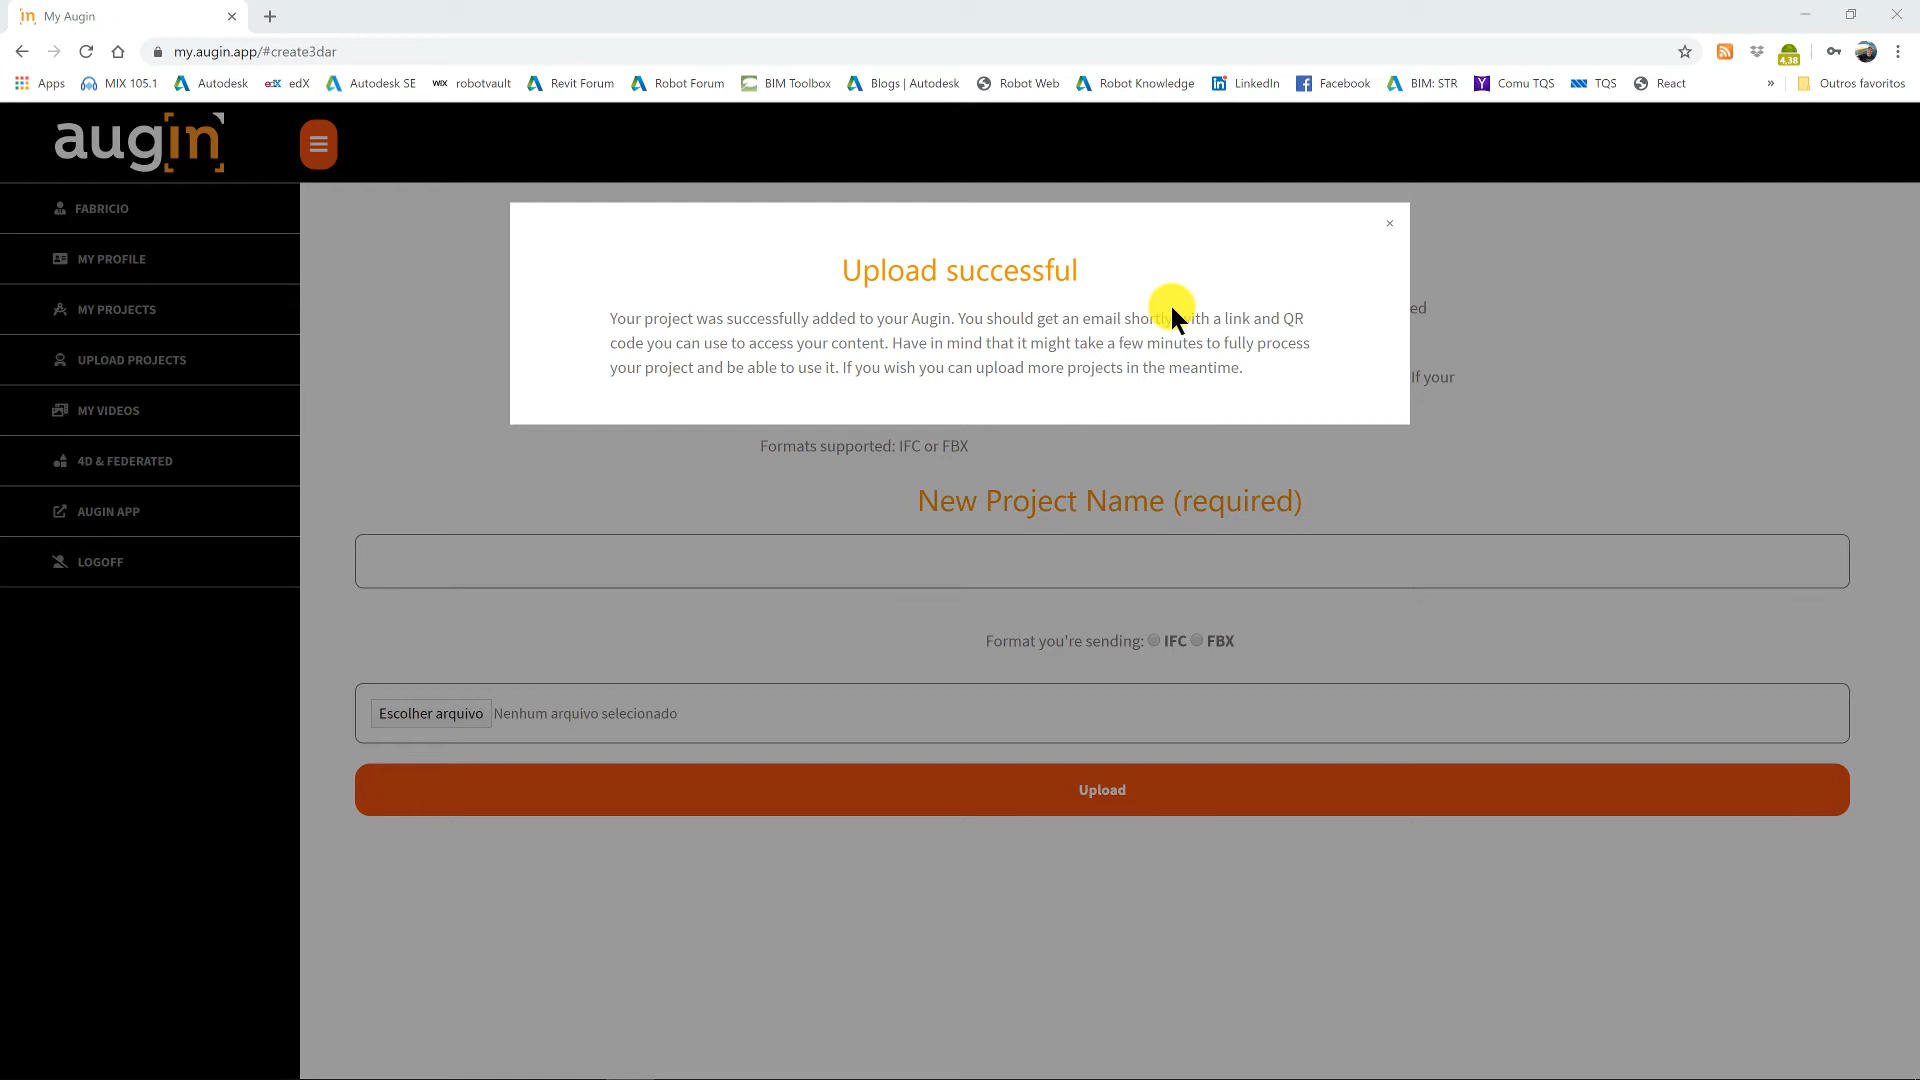 My Augin
my.augin.app/#create3dar
4,38
Apps MIX 105.1 Autodesk edX Autodesk SE WIX robotvault Revit Forum Robot Forum BIM Toolbox Blogs | Autodesk Robot Web Robot Knowledge LinkedIn Facebook BIM: STR Comu TQS TQS React » Outros favoritos
augin
FABRICIO
MY PROFILE
MY PROJECTS
UPLOAD PROJECTS
MY VIDEOS
4D & FEDERATED
AUGIN APP
LOGOFF
Upload successful
Your project was successfully added to your Augin. You should get an email shortly with a link and QR
code you can use to access your content. Have in mind that it might take a few minutes to fully process
your project and be able to use it. If you wish you can upload more projects in the meantime.
ed
If your
Formats supported: IFC or FBX
New Project Name (required)
Format you're sending: IFC FBX
Escolher arquivo Nenhum arquivo selecionado
Upload